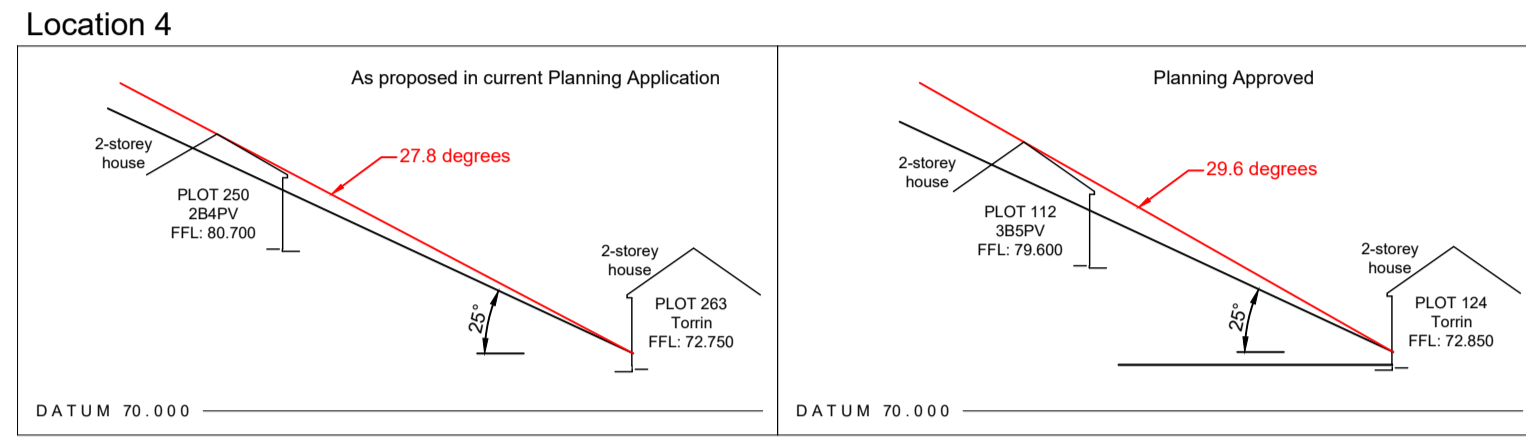 Location 4
As proposed in current Planning Application
27.8 degrees
2-storey
house
PLOT 250
2B4PV
FFL: 80.700
2-storey
house
PLOT 263
Torrin
FFL: 72.750
25°
DATUM 70.000
Planning Approved
29.6 degrees
2-storey
house
PLOT 112
3B5PV
FFL: 79.600
2-storey
house
PLOT 124
Torrin
FFL: 72.850
25°
DATUM 70.000